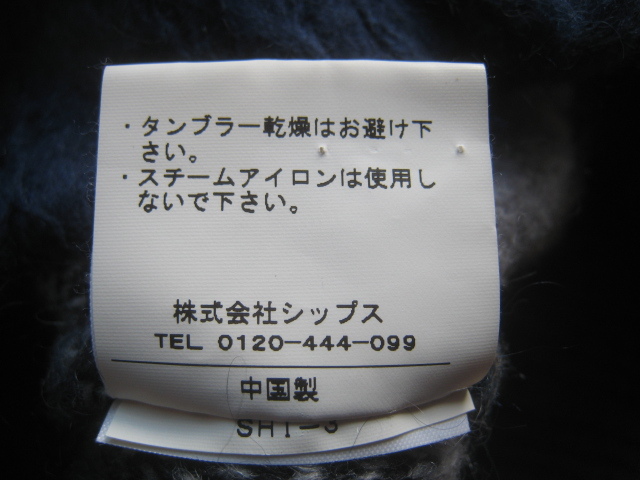 ・タンブラー乾燥はお避け下
さい。
・スチームアイロンは使用し
ないで下さい。
株式会社シップス
TEL 0120-444-099
中国製
SHI-3